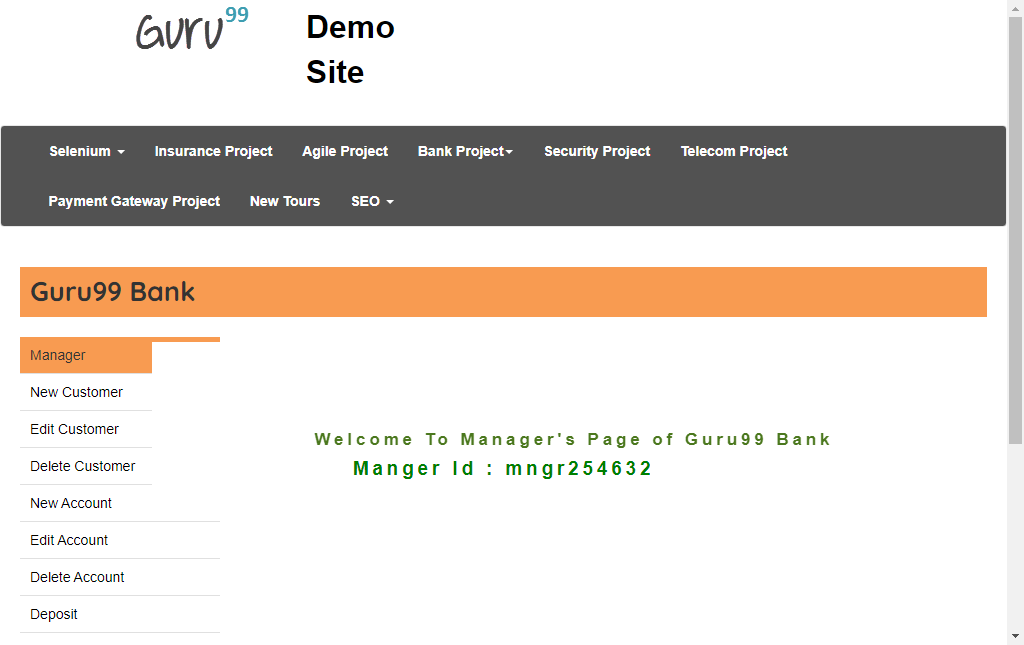 Guru99
Demo
Site
Selenium
Insurance Project
Agile Project
Bank Project
Security Project
Telecom Project
Payment Gateway Project
New Tours
SEO
Guru99 Bank
Manager
New Customer
Edit Customer
Delete Customer
New Account
Edit Account
Delete Account
Deposit
Welcome To Manager's Page of Guru99 Bank
Manger Id : mngr254632